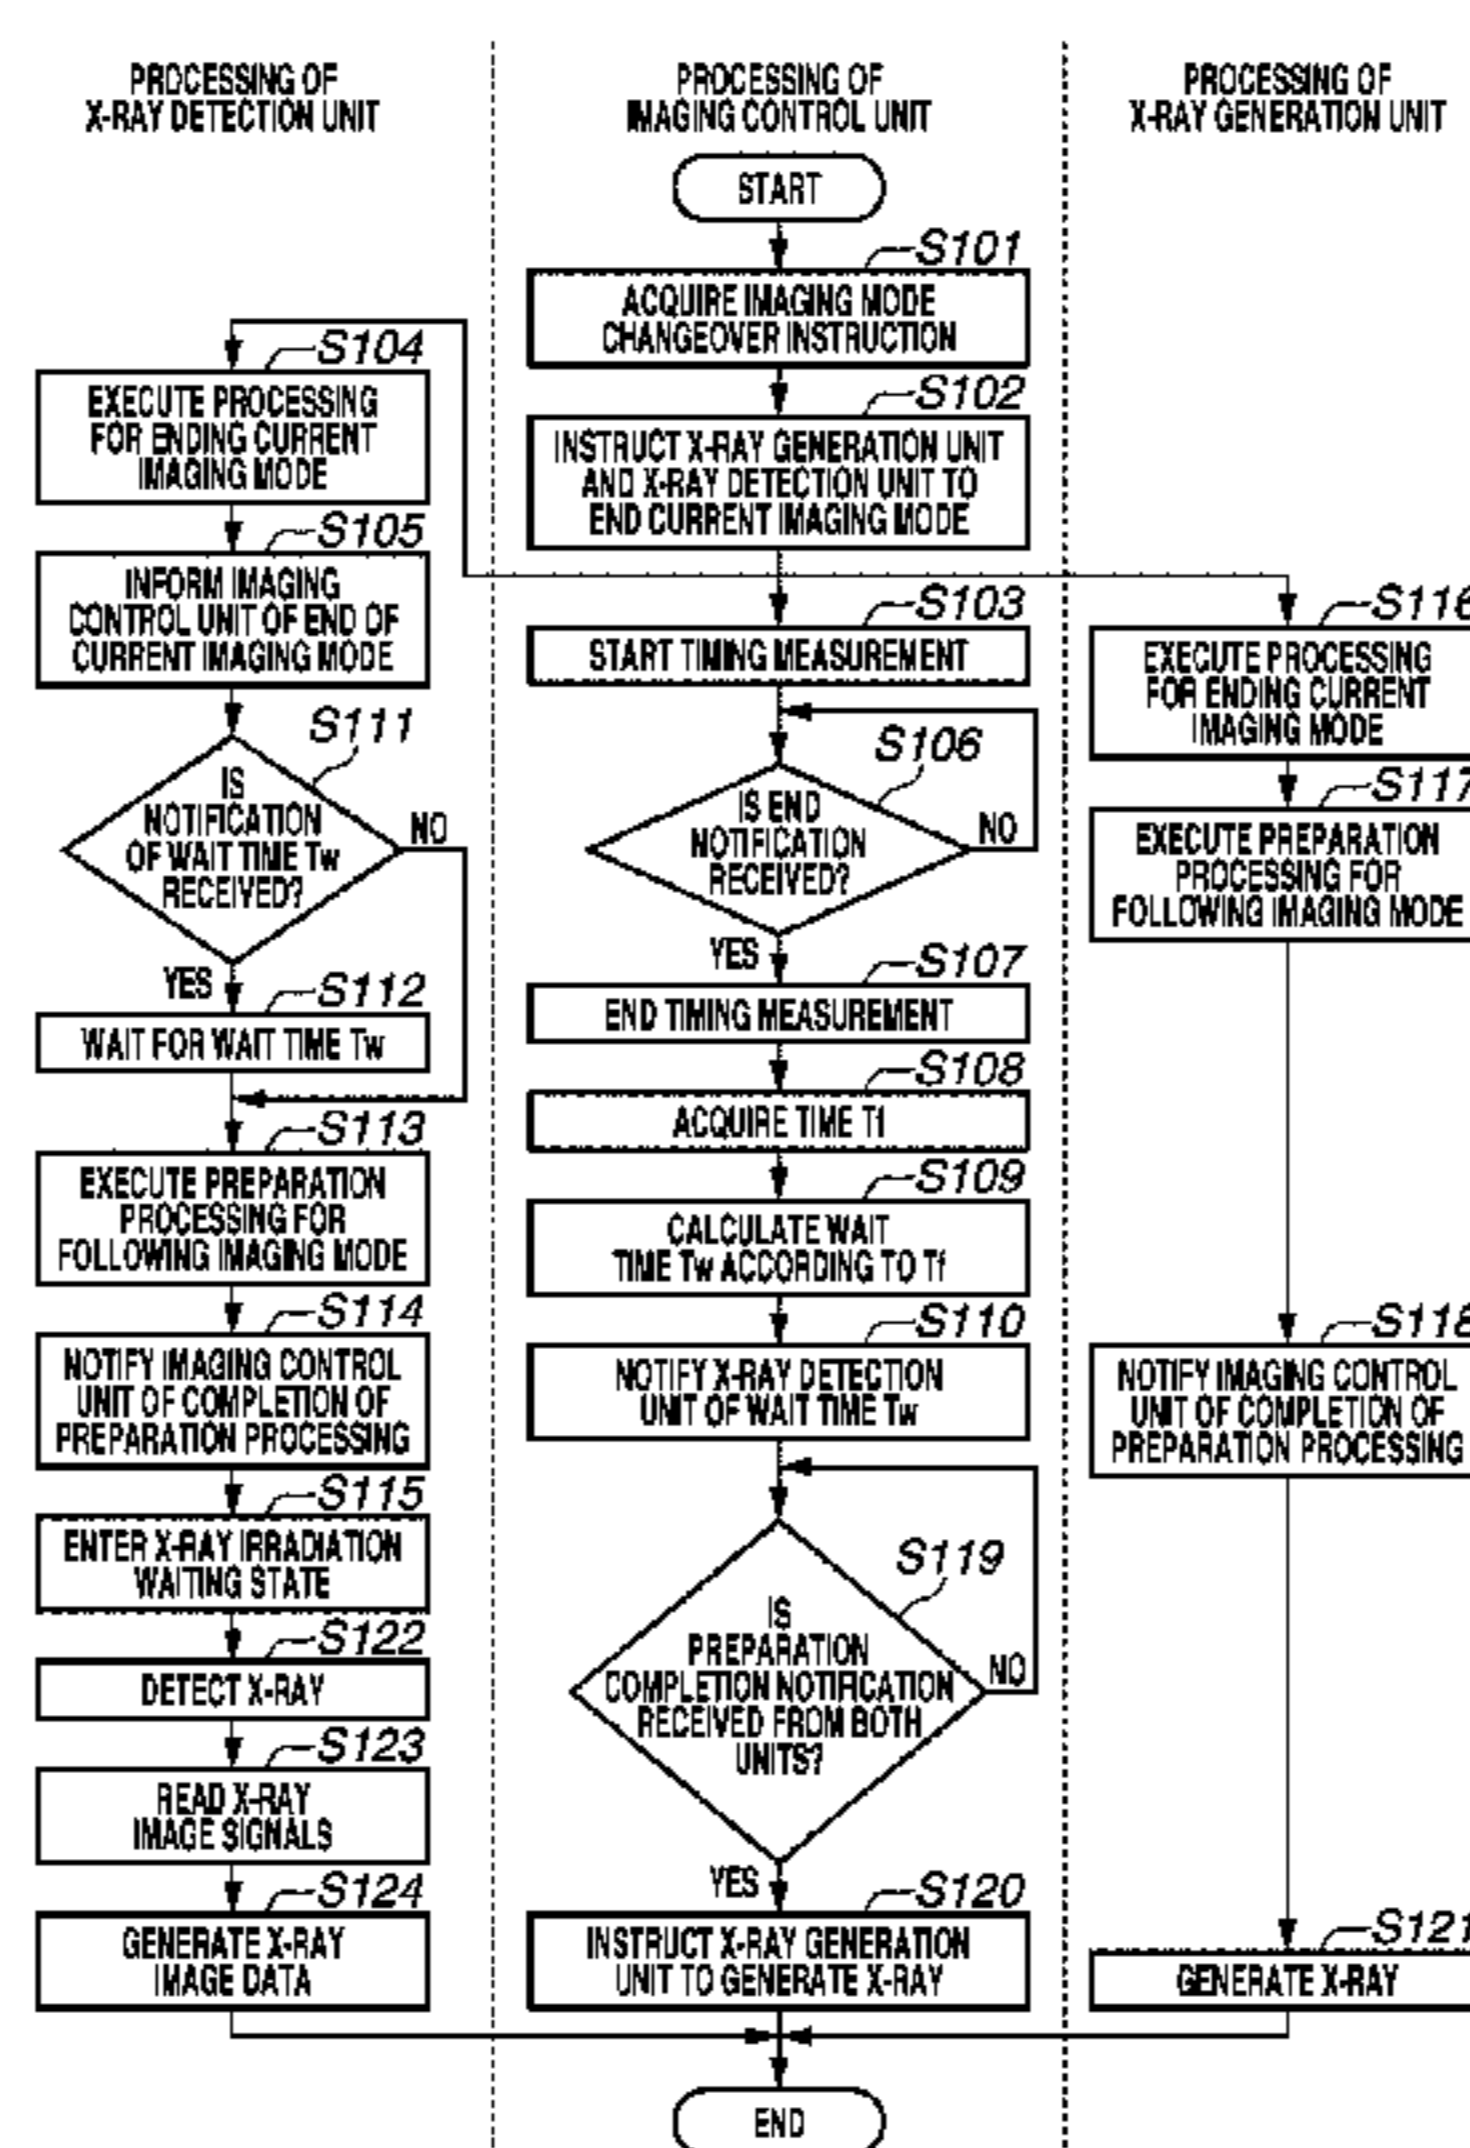 PROCESSING OF
X-RAY DETECTION UNIT
PROCESSING OF
IMAGING CONTROL UNIT
PROCESSING OF
X-RAY GENERATION UNIT
START
S101
ACQUIRE IMAGING MODE
CHANGEOVER INSTRUCTION
S102
INSTRUCT X-RAY GENERATION UNIT
AND X-RAY DETECTION UNIT TO
END CURRENT IMAGING MODE
S103
START TIMING MEASUREMENT
S106
IS END
NOTIFICATION
RECEIVED?
NO
YES
S107
END TIMING MEASUREMENT
S108
ACQUIRE TIME Tf
S109
CALCULATE WAIT
TIME Tw ACCORDING TO Tf
S110
NOTIFY X-RAY DETECTION
UNIT OF WAIT TIME Tw
S119
IS
PREPARATION
COMPLETION NOTIFICATION
RECEIVED FROM BOTH
UNITS?
NO
YES
S120
INSTRUCT X-RAY GENERATION
UNIT TO GENERATE X-RAY
END
S104
EXECUTE PROCESSING
FOR ENDING CURRENT
IMAGING MODE
S105
INFORM IMAGING
CONTROL UNIT OF END OF
CURRENT IMAGING MODE
S111
IS
NOTIFICATION
OF WAIT TIME Tw
RECEIVED?
NO
YES
S112
WAIT FOR WAIT TIME Tw
S113
EXECUTE PREPARATION
PROCESSING FOR
FOLLOWING IMAGING MODE
S114
NOTIFY IMAGING CONTROL
UNIT OF COMPLETION OF
PREPARATION PROCESSING
S115
ENTER X-RAY IRRADIATION
WAITING STATE
S122
DETECT X-RAY
S123
READ X-RAY
IMAGE SIGNALS
S124
GENERATE X-RAY
IMAGE DATA
S116
EXECUTE PROCESSING
FOR ENDING CURRENT
IMAGING MODE
S117
EXECUTE PREPARATION
PROCESSING FOR
FOLLOWING IMAGING MODE
S118
NOTIFY IMAGING CONTROL
UNIT OF COMPLETION OF
PREPARATION PROCESSING
S121
GENERATE X-RAY